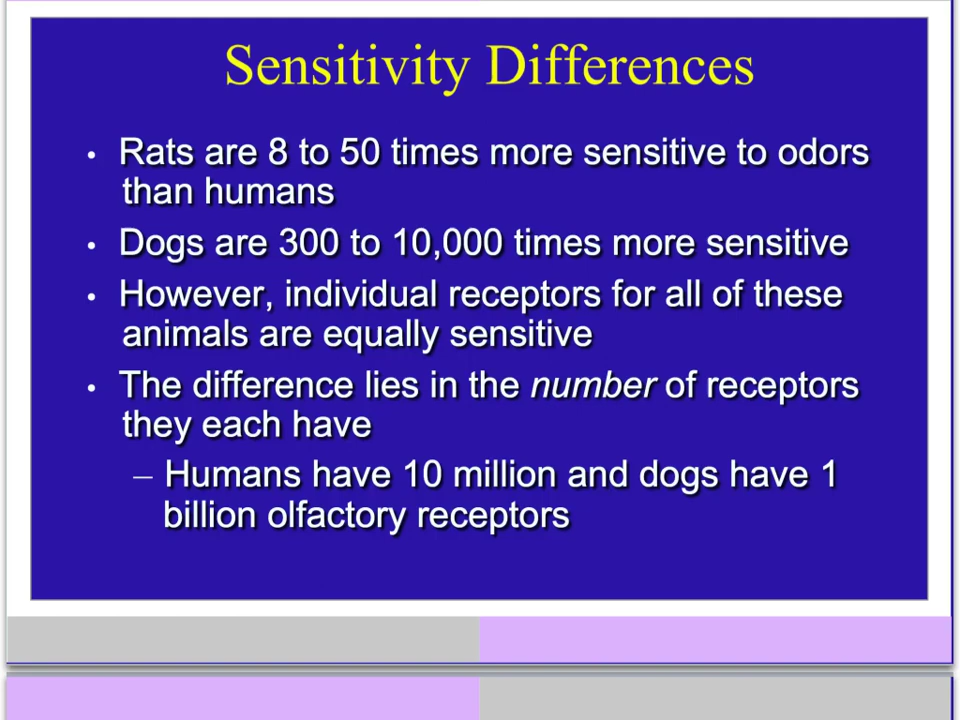 Sensitivity Differences
• Rats are 8 to 50 times more sensitive to odors
than humans
• Dogs are 300 to 10,000 times more sensitive
• However, individual receptors for all of these
animals are equally sensitive
• The difference lies in the number of receptors
they each have
– Humans have 10 million and dogs have 1
billion olfactory receptors